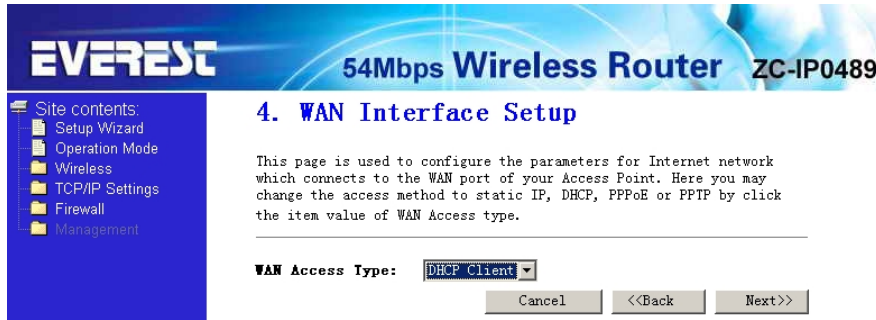 EVEREST
54Mbps Wireless Router ZC-IP0489
Site contents:
Setup Wizard
Operation Mode
Wireless
TCP/IP Settings
Firewall
Management
4. WAN Interface Setup
This page is used to configure the parameters for Internet network
which connects to the WAN port of your Access Point. Here you may
change the access method to static IP, DHCP, PPPoE or PPTP by click
the item value of WAN Access type.
WAN Access Type: DHCP Client
Cancel <<Back Next>>